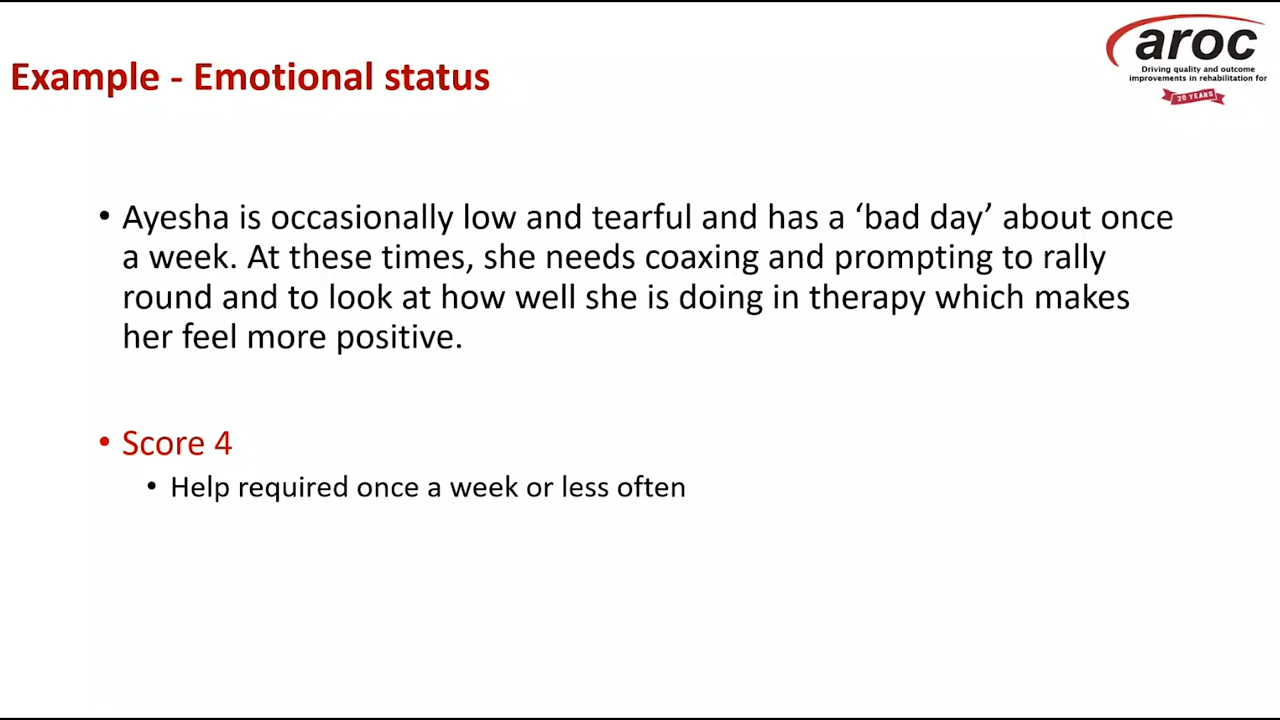 aroc
Driving quality and outcome
improvements in rehabilitation for
20 YEARS
Example - Emotional status
• Ayesha is occasionally low and tearful and has a ‘bad day’ about once
a week. At these times, she needs coaxing and prompting to rally
round and to look at how well she is doing in therapy which makes
her feel more positive.
• Score 4
• Help required once a week or less often